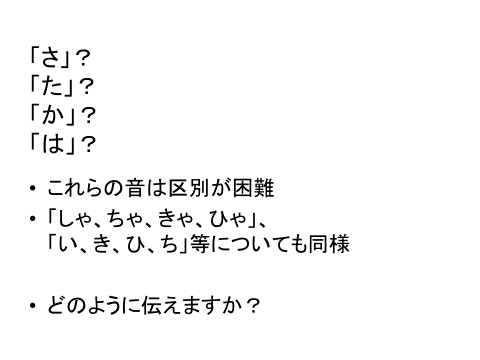 「さ」？
「た」？
「か」？
「は」？
• これらの音は区別が困難
• 「しゃ、ちゃ、きゃ、ひゃ」、
「い、き、ひ、ち」等についても同様
• どのように伝えますか？